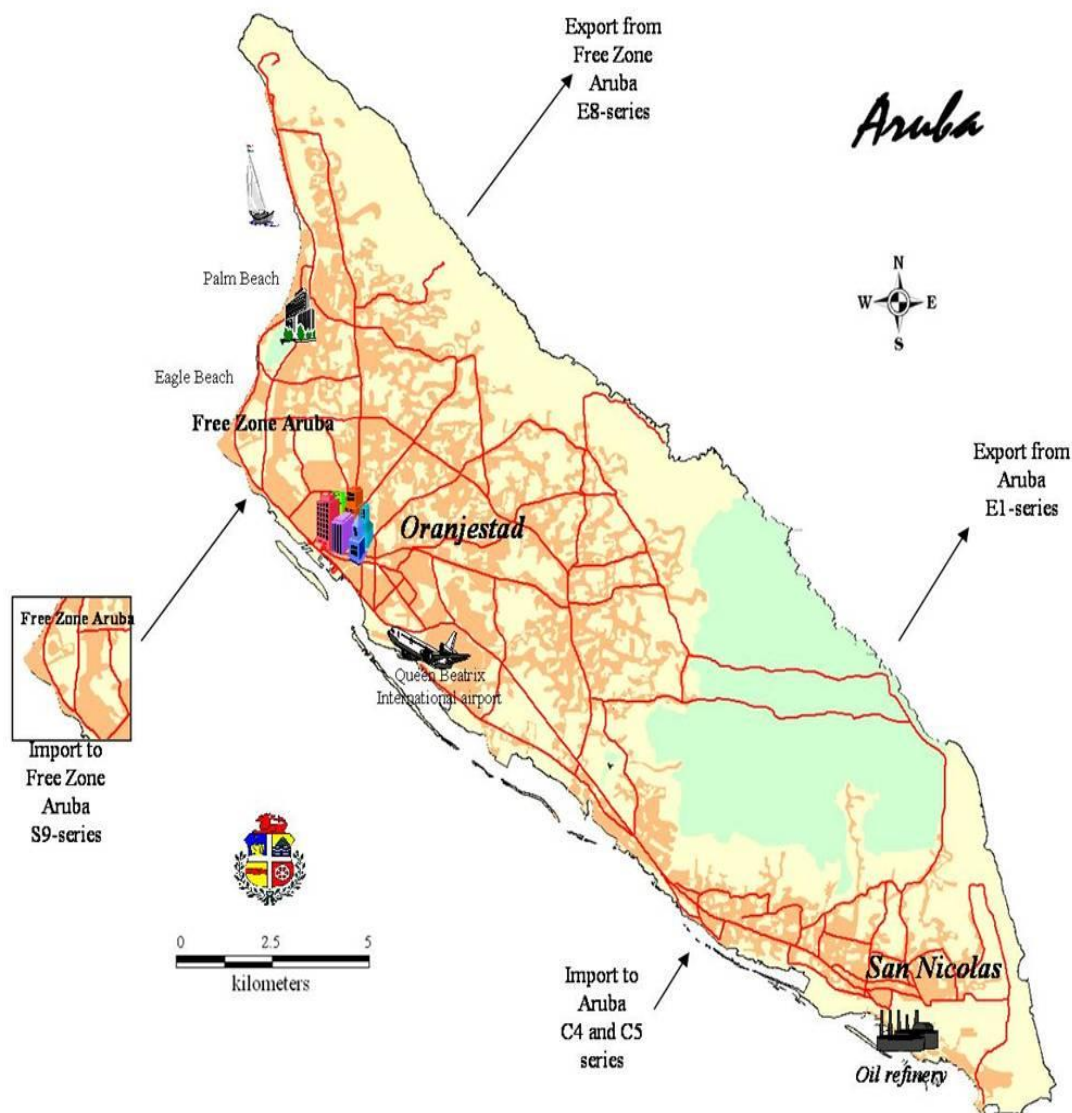 Export from
Free Zone
Aruba
E8-series
Aruba
N
W E
S
Palm Beach
Eagle Beach
Free Zone Aruba
Export from
Aruba
E1-series
Oranjestad
Free Zone Aruba
Queen Beatrix
International airport
Import to
Free Zone
Aruba
S9-series
0 2.5 5
kilometers
San Nicolas
Import to
Aruba
C4 and C5
series
Oil refinery